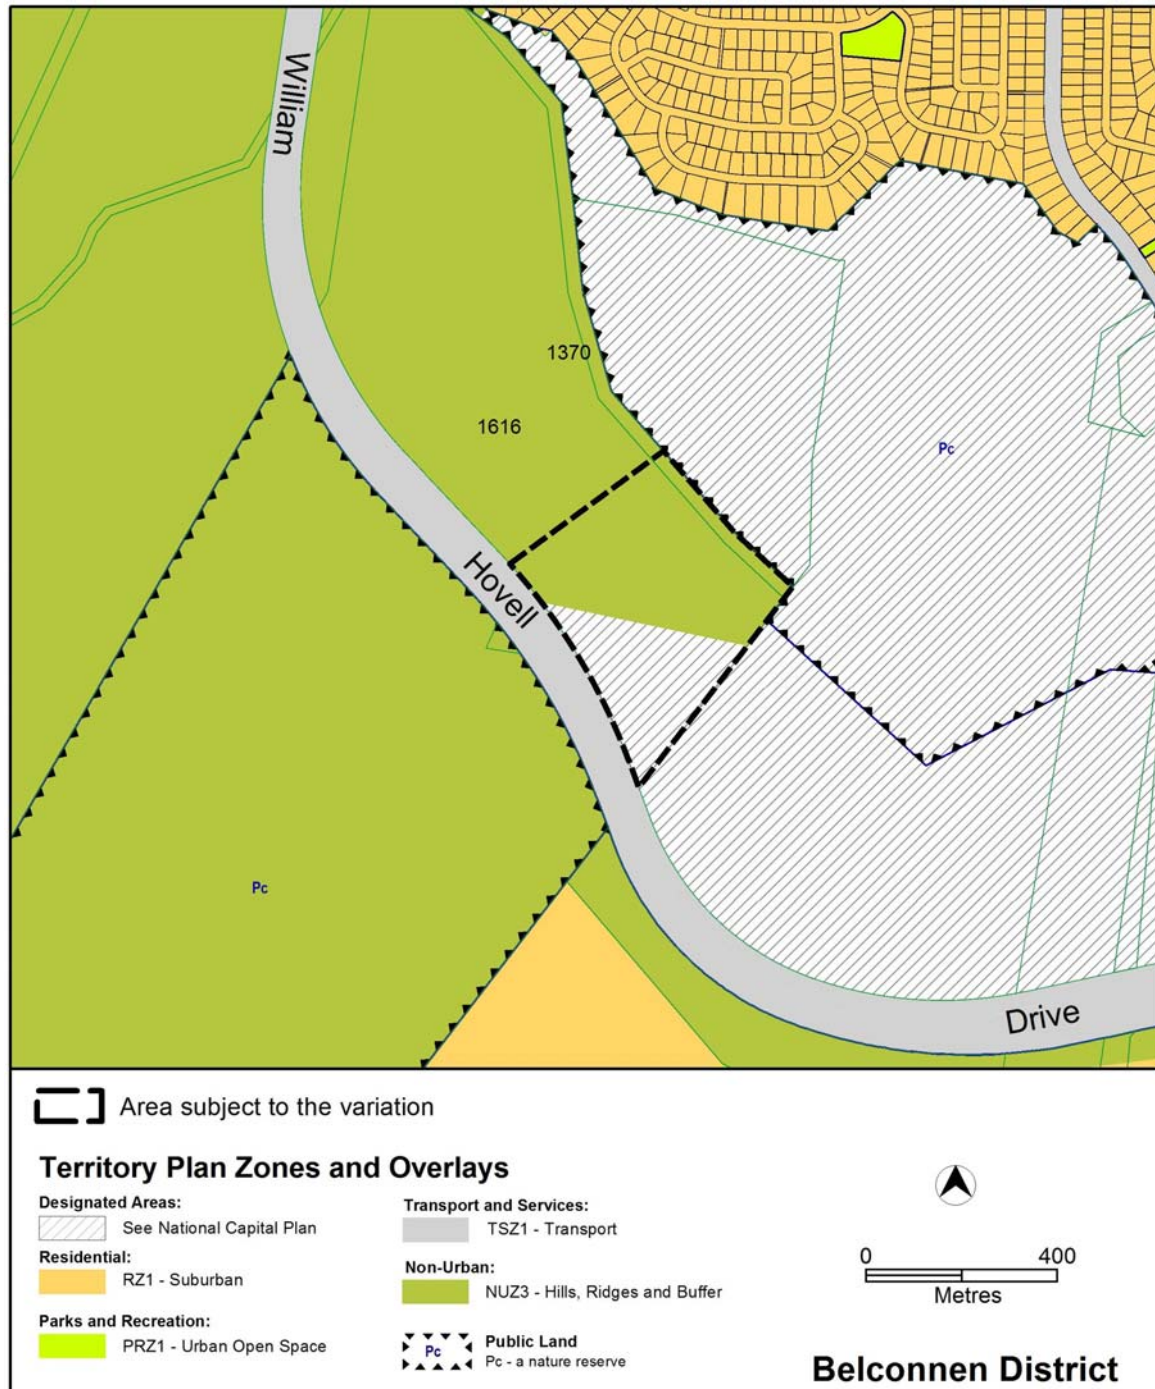 William
1370
1616
Pc
Hovell
Pc
Drive
Area subject to the variation
Territory Plan Zones and Overlays
Designated Areas:
See National Capital Plan
Residential:
RZ1 - Suburban
Parks and Recreation:
PRZ1 - Urban Open Space
Transport and Services:
TSZ1 - Transport
Non-Urban:
NUZ3 - Hills, Ridges and Buffer
Pc
Public Land
Pc - a nature reserve
0 400
Metres
Belconnen District